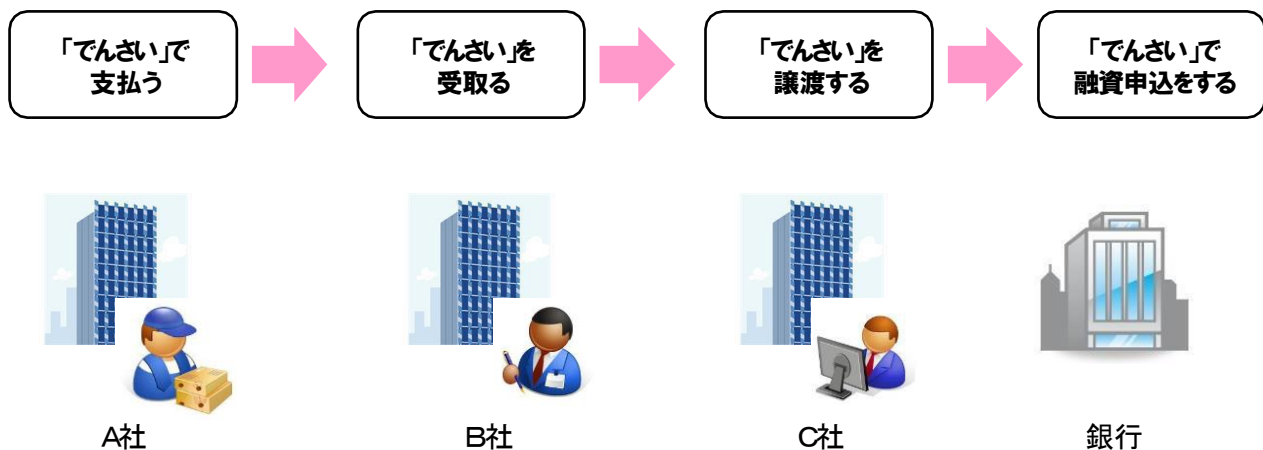 「でんさい」で
支払う
「でんさい」を
受取る
「でんさい」を
譲渡する
「でんさい」で
融資申込をする
A社
B社
C社
銀行